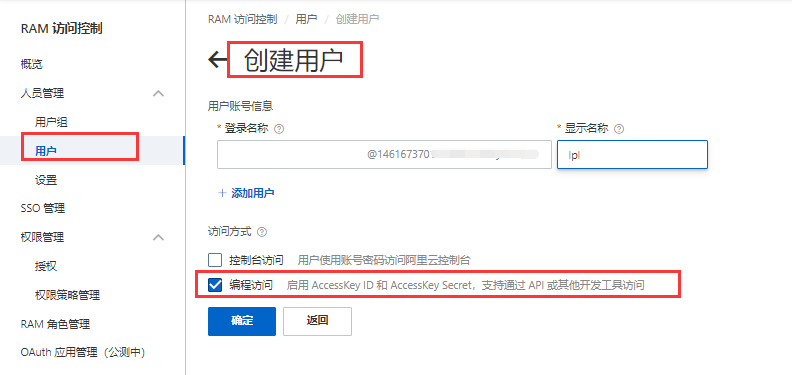 RAM 访问控制
概览
人员管理
用户组
用户
设置
SSO 管理
权限管理
授权
权限策略管理
RAM 角色管理
OAuth 应用管理（公测中）
RAM 访问控制 / 用户 / 创建用户
← 创建用户
用户账号信息
* 登录名称 ? * 显示名称 ?
@146167370 lpl
+ 添加用户
访问方式 ?
控制台访问 用户使用账号密码访问阿里云控制台
编程访问 启用 AccessKey ID 和 AccessKey Secret，支持通过 API 或其他开发工具访问
确定 返回